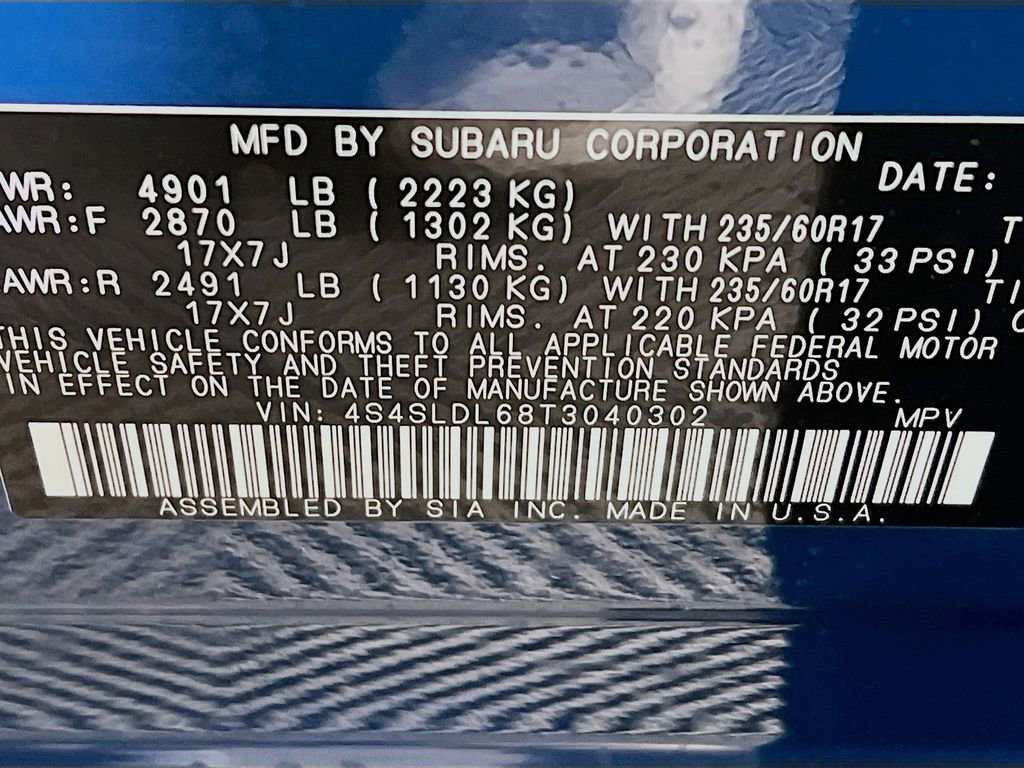 MFD BY SUBARU CORPORATION
DATE:
WR: 4901 LB ( 2223 KG)
AWR:F 2870 LB ( 1302 KG) WITH 235/60R17 T
17X7J RIMS. AT 230 KPA ( 33 PSI)
AWR:R 2491 LB ( 1130 KG) WITH 235/60R17 TI
17X7J RIMS. AT 220 KPA ( 32 PSI) C
THIS VEHICLE CONFORMS TO ALL APPLICABLE FEDERAL MOTOR
VEHICLE SAFETY AND THEFT PREVENTION STANDARDS
IN EFFECT ON THE DATE OF MANUFACTURE SHOWN ABOVE.
VIN: 4S4SLDL68T3040302 MPV
ASSEMBLED BY SIA INC. MADE IN U.S.A.